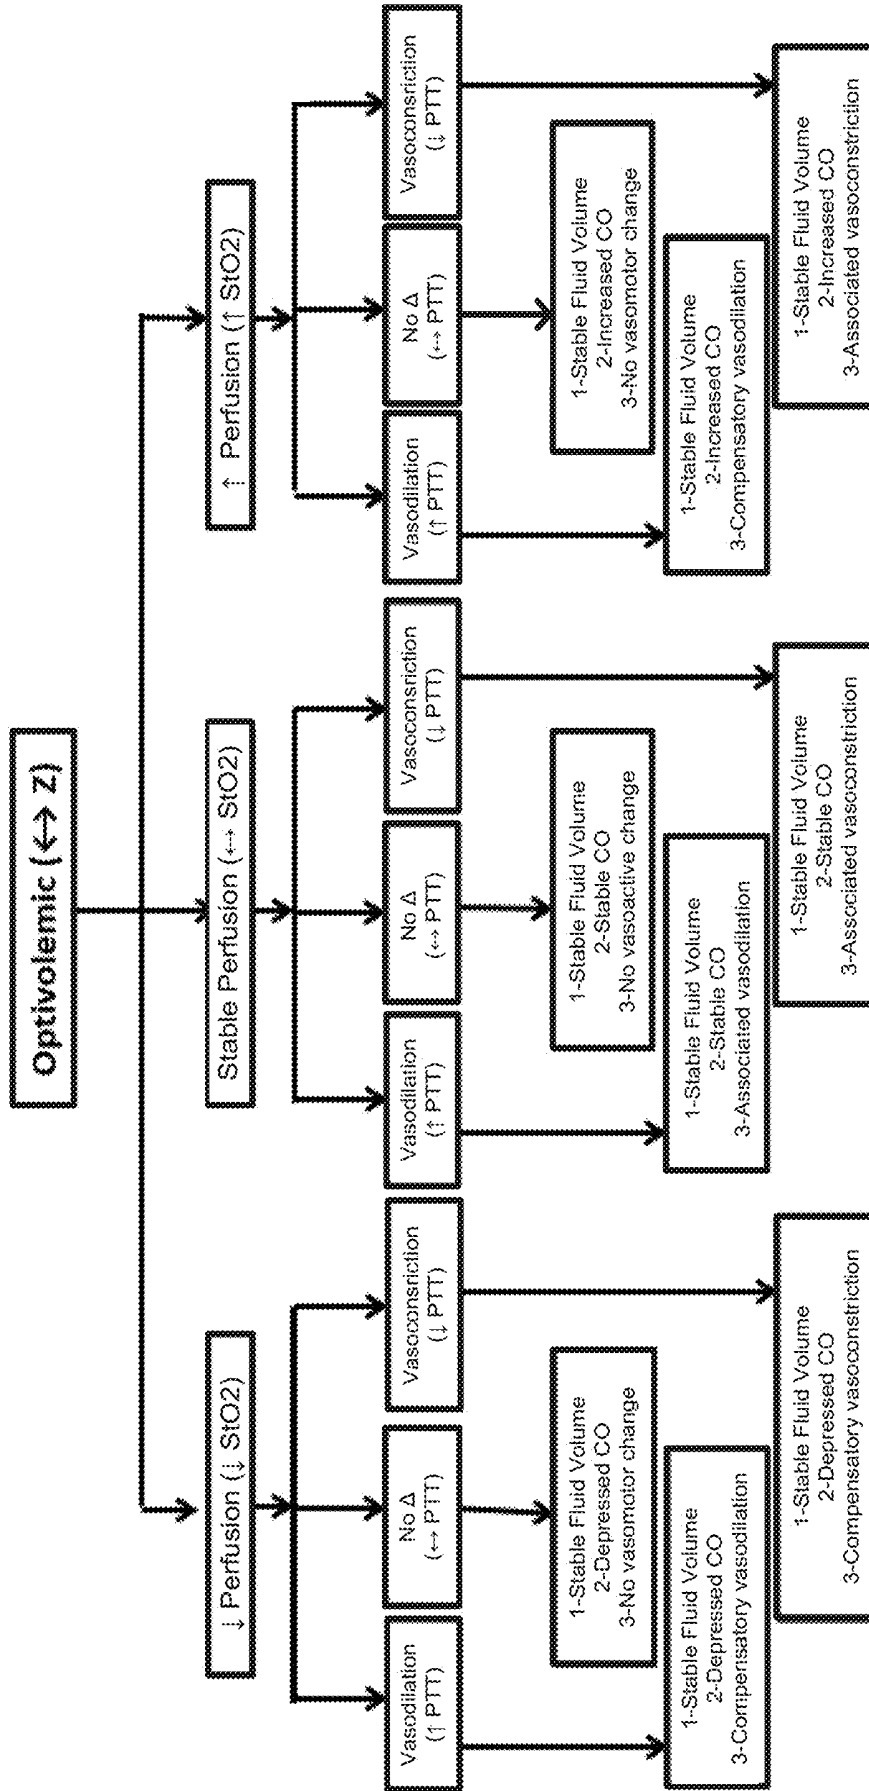 Optivolemic (↔ Z)
↓ Perfusion (↓ StO2)
Stable Perfusion (↔ StO2)
↑ Perfusion (↑ StO2)
Vasodilation
(↑ PTT)
No Δ
(↔ PTT)
Vasoconsriction
(↓ PTT)
Vasodilation
(↑ PTT)
No Δ
(↔ PTT)
Vasoconsriction
(↓ PTT)
Vasodilation
(↑ PTT)
No Δ
(↔ PTT)
Vasoconsriction
(↓ PTT)
1-Stable Fluid Volume
2-Depressed CO
3-No vasomotor change
1-Stable Fluid Volume
2-Stable CO
3-No vasoactive change
1-Stable Fluid Volume
2-Increased CO
3-No vasomotor change
1-Stable Fluid Volume
2-Depressed CO
3-Compensatory vasodilation
1-Stable Fluid Volume
2-Stable CO
3-Associated vasodilation
1-Stable Fluid Volume
2-Increased CO
3-Compensatory vasodilation
1-Stable Fluid Volume
2-Depressed CO
3-Compensatory vasoconstriction
1-Stable Fluid Volume
2-Stable CO
3-Associated vasoconstriction
1-Stable Fluid Volume
2-Increased CO
3-Associated vasoconstriction